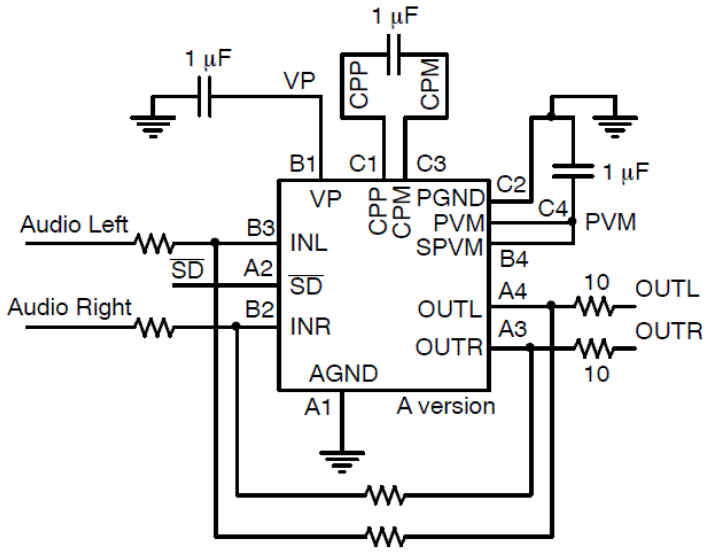 1 μF
1 μF
VP
CPP
CPM
B1
C1
C3
C2
VP
CPP
CPM
PGND
1 μF
Audio Left
B3
INL
PVM
C4
PVM
SPVM
SD
A2
SD
B4
Audio Right
B2
INR
OUTL
A4
10
OUTL
OUTR
A3
OUTR
10
AGND
A1
A version